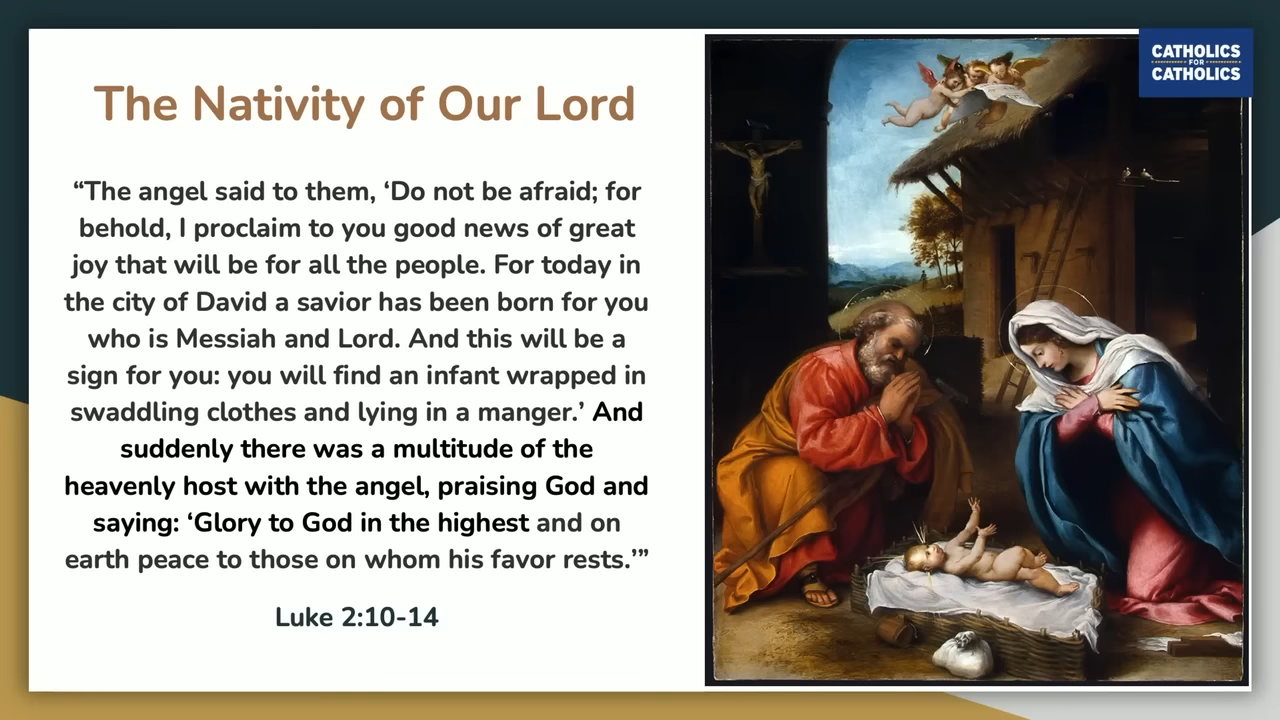 The Nativity of Our Lord
“The angel said to them, ‘Do not be afraid; for
behold, I proclaim to you good news of great
joy that will be for all the people. For today in
the city of David a savior has been born for you
who is Messiah and Lord. And this will be a
sign for you: you will find an infant wrapped in
swaddling clothes and lying in a manger.’ And
suddenly there was a multitude of the
heavenly host with the angel, praising God and
saying: ‘Glory to God in the highest and on
earth peace to those on whom his favor rests.’”
Luke 2:10-14
CATHOLICS
FOR
CATHOLICS